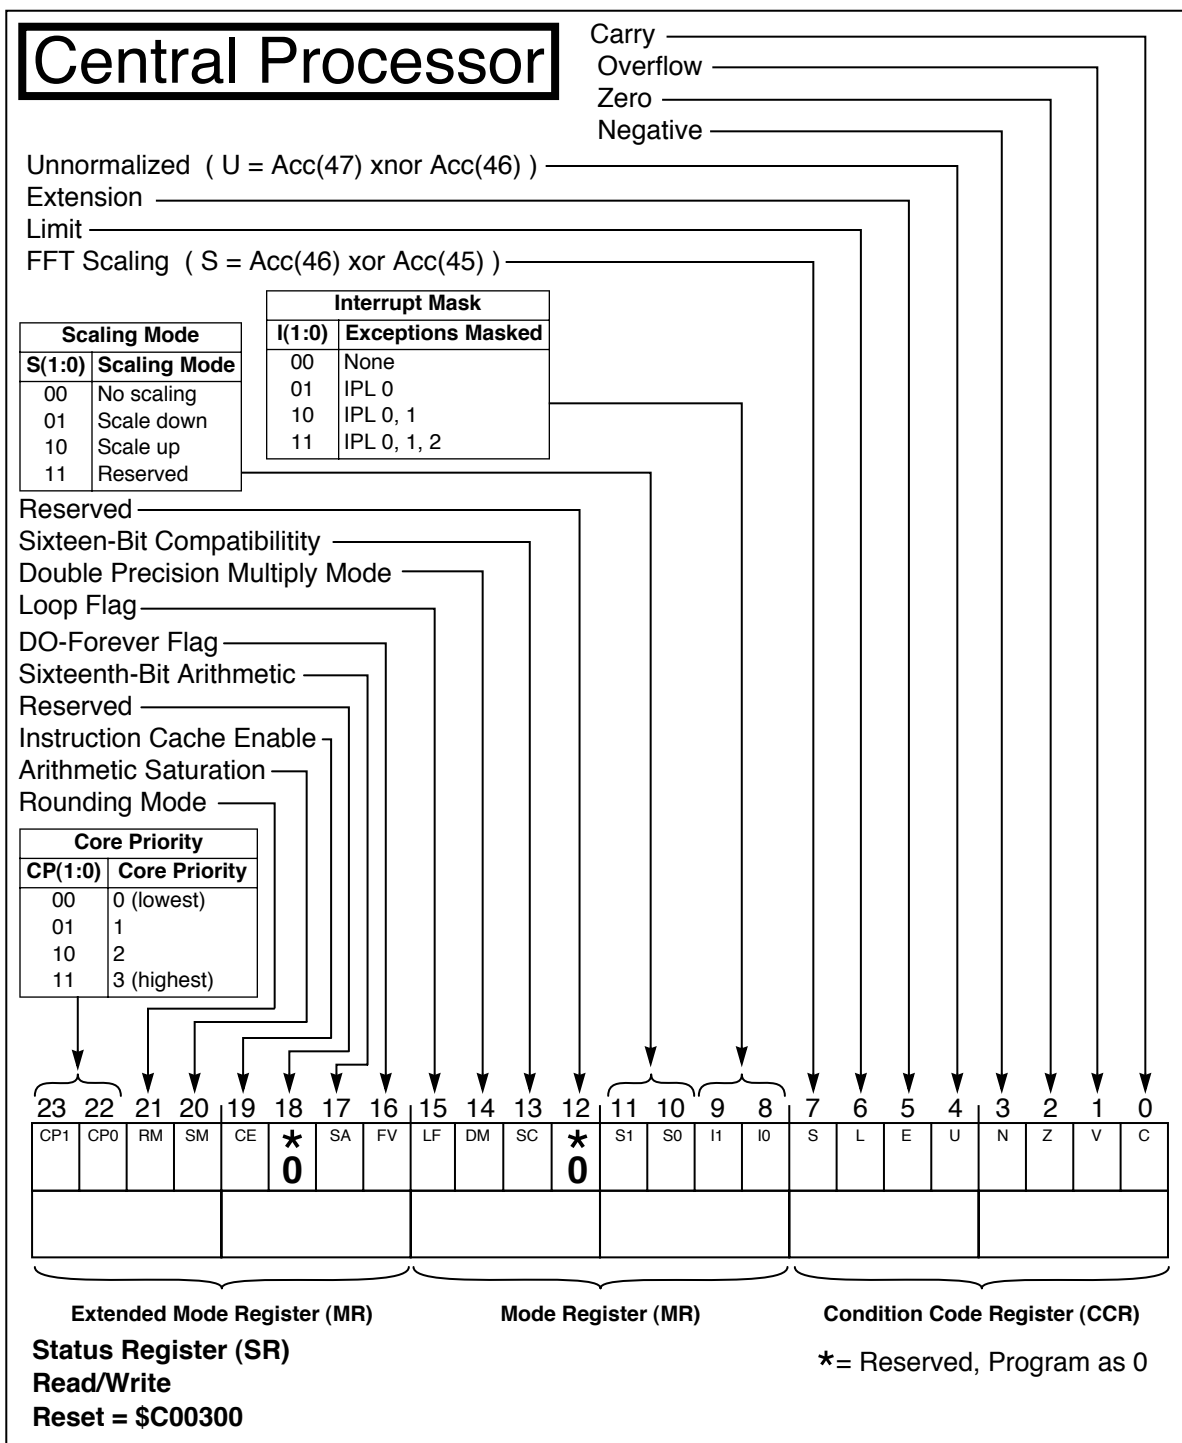 Central Processor
Carry
Overflow
Zero
Negative
Unnormalized ( U = Acc(47) xnor Acc(46) )
Extension
Limit
FFT Scaling ( S = Acc(46) xor Acc(45) )
Interrupt Mask
I(1:0) Exceptions Masked
00 None
01 IPL 0
10 IPL 0, 1
11 IPL 0, 1, 2
Scaling Mode
S(1:0) Scaling Mode
00 No scaling
01 Scale down
10 Scale up
11 Reserved
Reserved
Sixteen-Bit Compatibilitity
Double Precision Multiply Mode
Loop Flag
DO-Forever Flag
Sixteenth-Bit Arithmetic
Reserved
Instruction Cache Enable
Arithmetic Saturation
Rounding Mode
Core Priority
CP(1:0) Core Priority
00 0 (lowest)
01 1
10 2
11 3 (highest)
23 22 21 20 19 18 17 16 15 14 13 12 11 10 9 8 7 6 5 4 3 2 1 0
CP1 CP0 RM SM CE * SA FV LF DM SC * S1 S0 I1 I0 S L E U N Z V C
0 0
Extended Mode Register (MR) Mode Register (MR) Condition Code Register (CCR)
Status Register (SR)
Read/Write
Reset = $C00300
*= Reserved, Program as 0